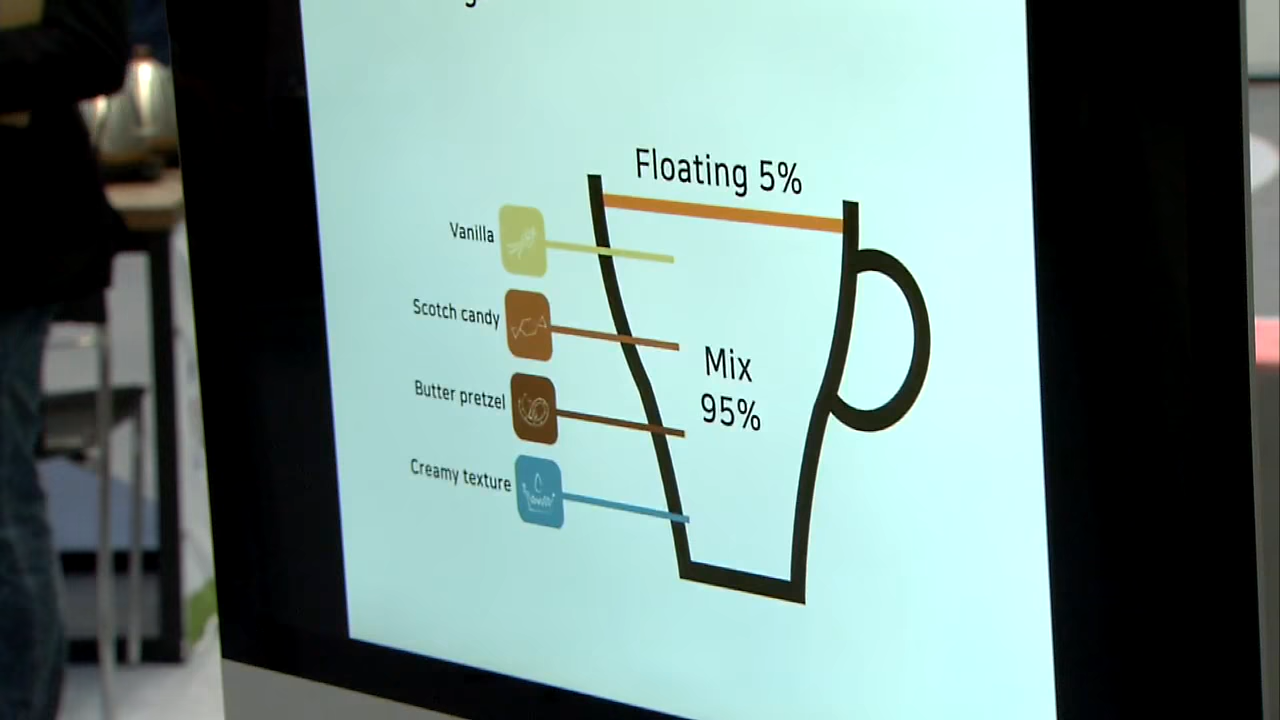 Floating 5%
Vanilla
Scotch candy
Butter pretzel
Creamy texture
Mix
95%